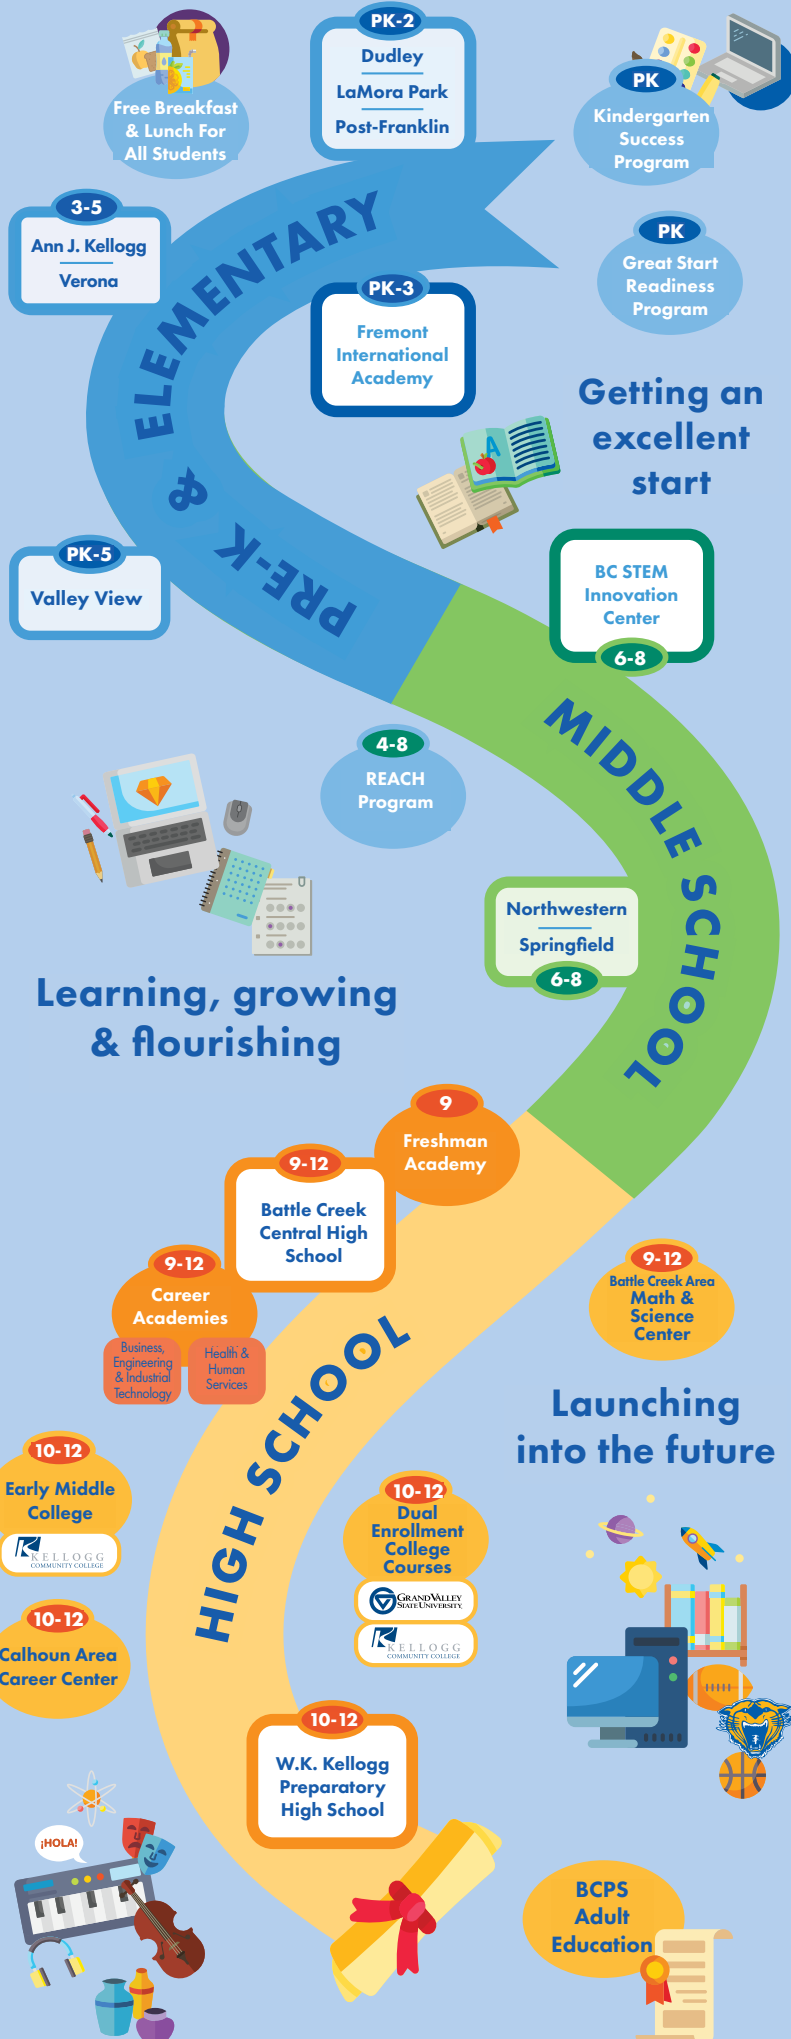 Free Breakfast
& Lunch For
All Students
PK-2
Dudley
LaMora Park
Post-Franklin
PK
Kindergarten
Success
Program
3-5
Ann J. Kellogg
Verona
PK
Great Start
Readiness
Program
PK-3
Fremont
International
Academy
PRE-K & ELEMENTARY
Getting an
excellent
start
A
PK-5
Valley View
BC STEM
Innovation
Center
6-8
MIDDLE SCHOOL
4-8
REACH
Program
Northwestern
Springfield
6-8
Learning, growing
& flourishing
9
Freshman
Academy
9-12
Battle Creek
Central High
School
9-12
Career
Academies
Business,
Engineering
& Industrial
Technology
Health &
Human
Services
9-12
Battle Creek Area
Math &
Science
Center
HIGH SCHOOL
Launching
into the future
10-12
Early Middle
College
KELLOGG
COMMUNITY COLLEGE
10-12
Dual
Enrollment
College
Courses
GRAND VALLEY
STATE UNIVERSITY
KELLOGG
COMMUNITY COLLEGE
10-12
Calhoun Area
Career Center
10-12
W.K. Kellogg
Preparatory
High School
¡HOLA!
BCPS
Adult
Education